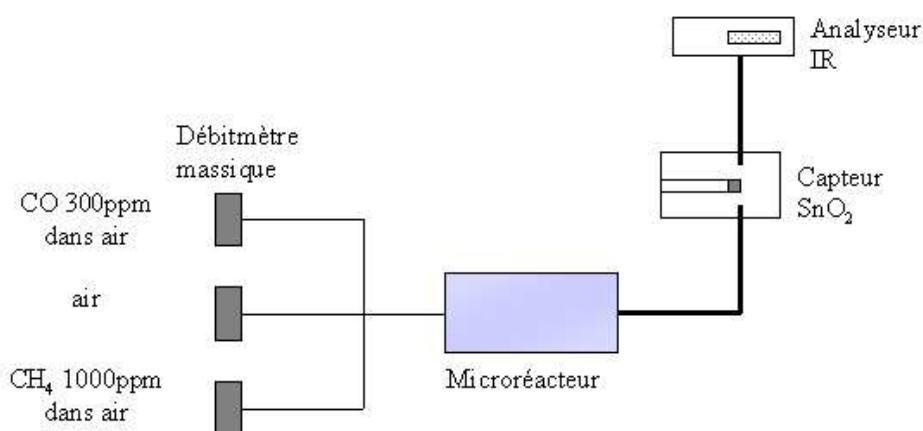 Analyseur
IR
Débitmètre
massique
CO 300ppm
dans air
Capteur
SnO₂
air
CH₄ 1000ppm
dans air
Microréacteur